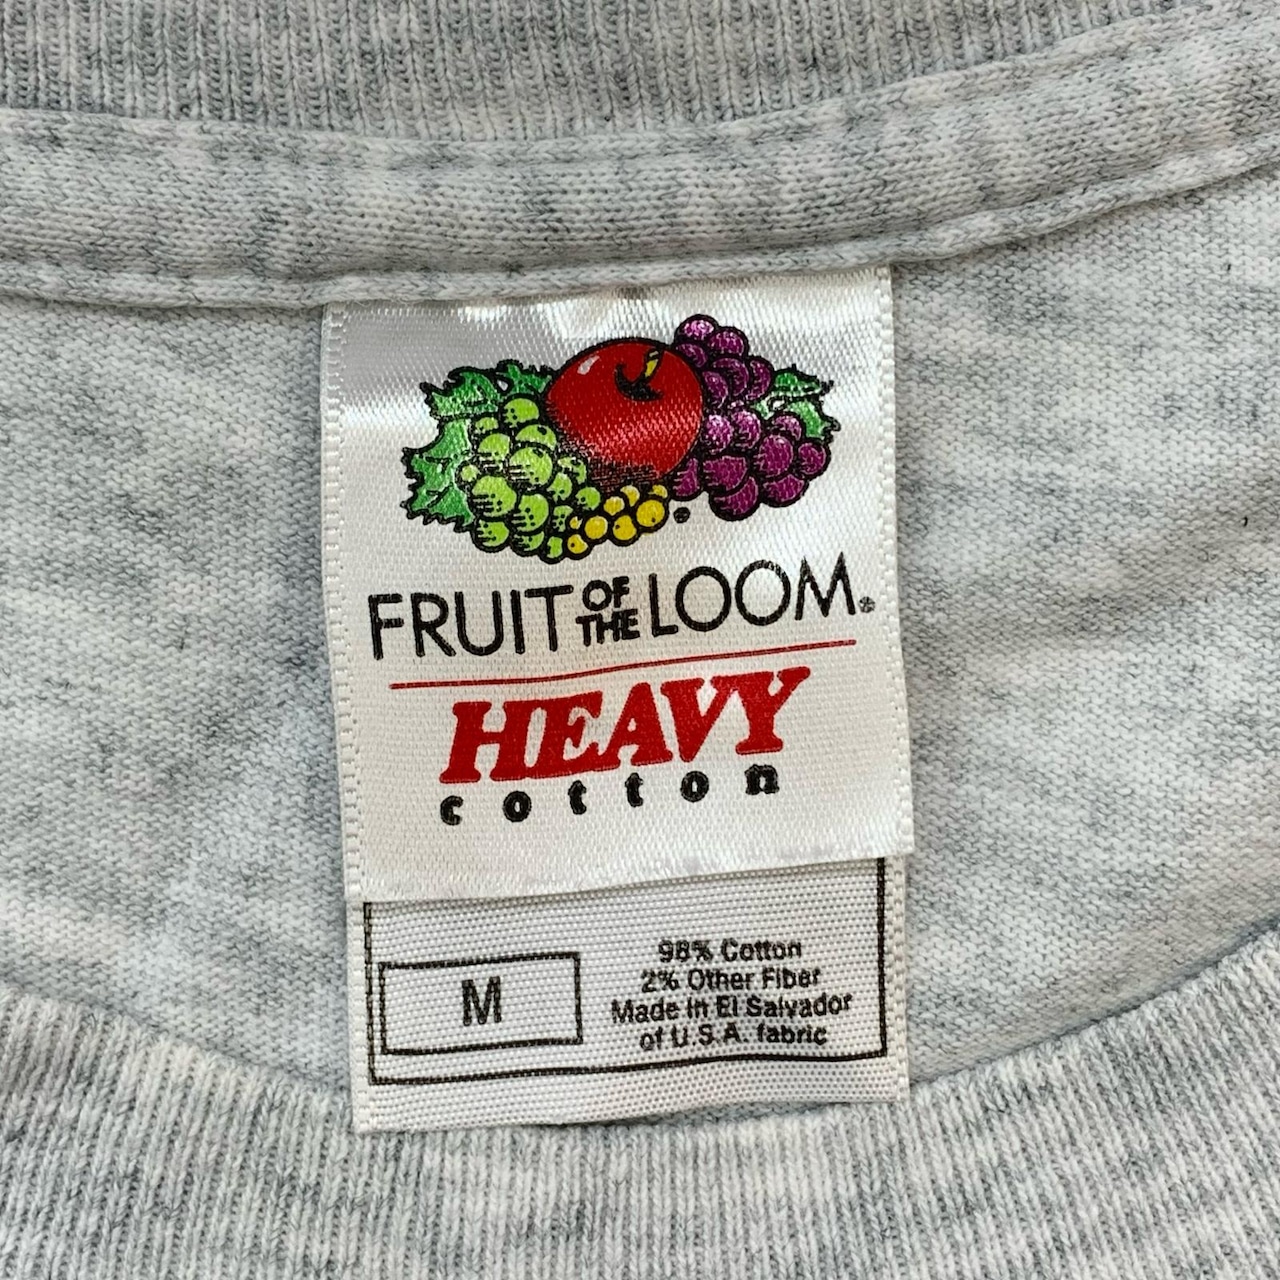 FRUIT OF THE LOOM®
HEAVY
cotton
M
98% Cotton
2% Other Fiber
Made in El Salvador
of U.S.A. fabric